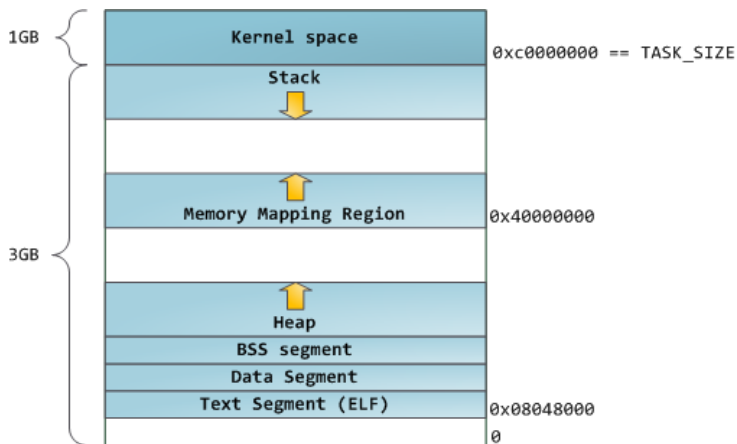 1GB
Kernel space
0xc0000000 == TASK_SIZE
Stack
Memory Mapping Region
0x40000000
3GB
Heap
BSS segment
Data Segment
Text Segment (ELF)
0x08048000
0